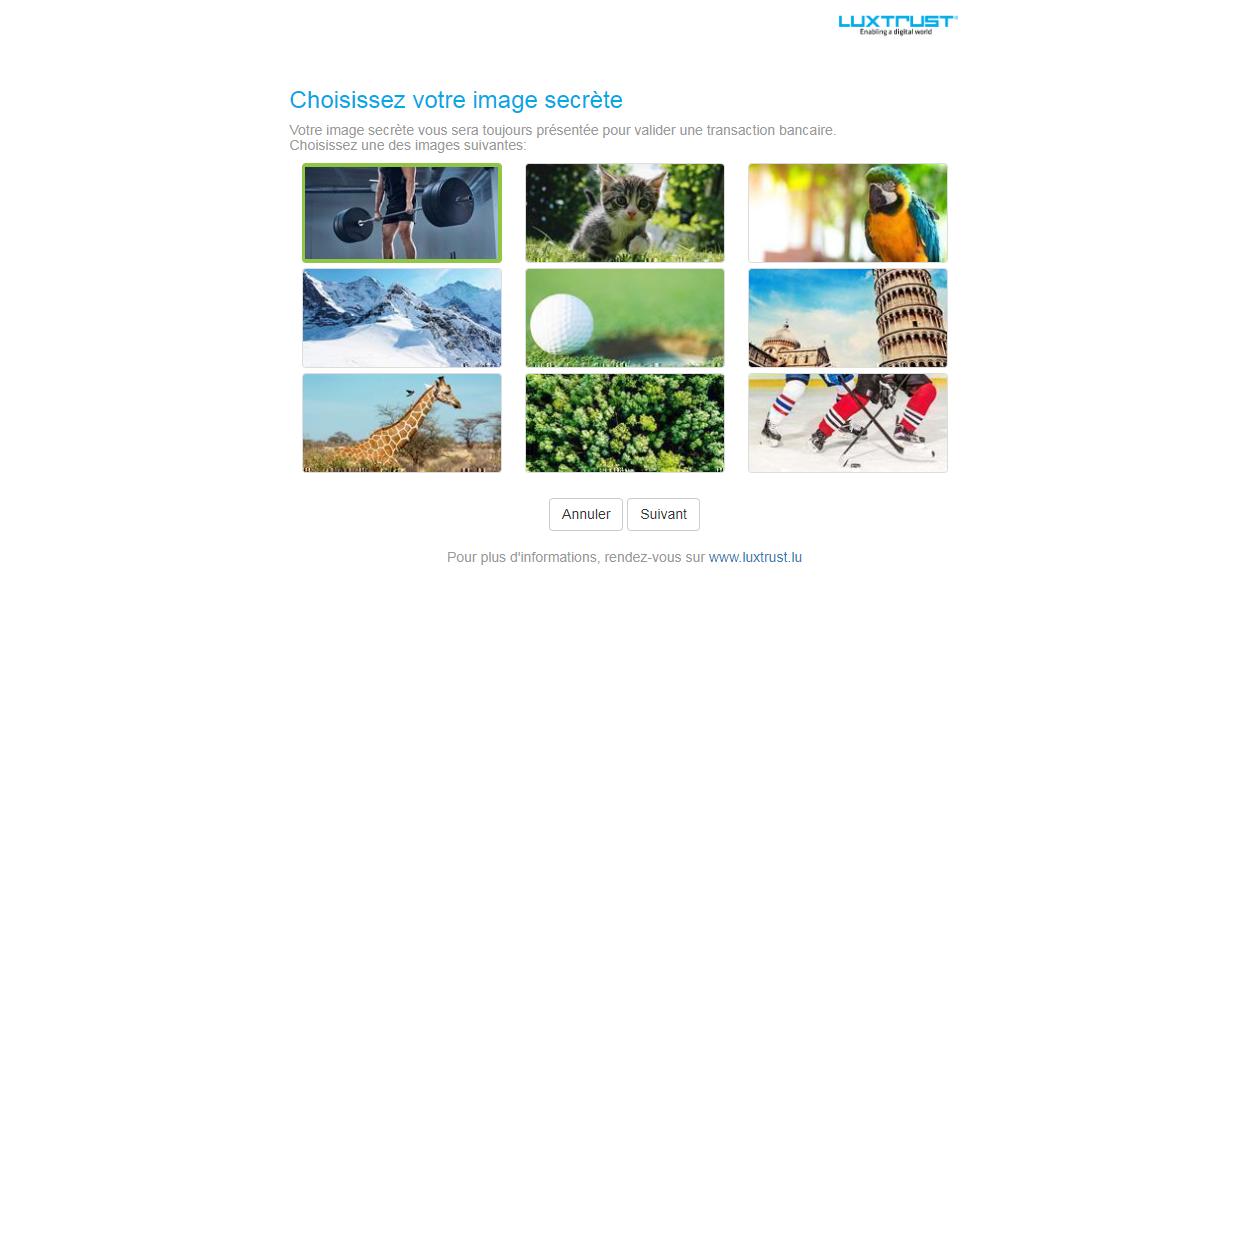 LUXTRUST
Enabling a digital world
Choisissez votre image secrète
Votre image secrète vous sera toujours présentée pour valider une transaction bancaire.
Choisissez une des images suivantes:
Annuler Suivant
Pour plus d'informations, rendez-vous sur www.luxtrust.lu